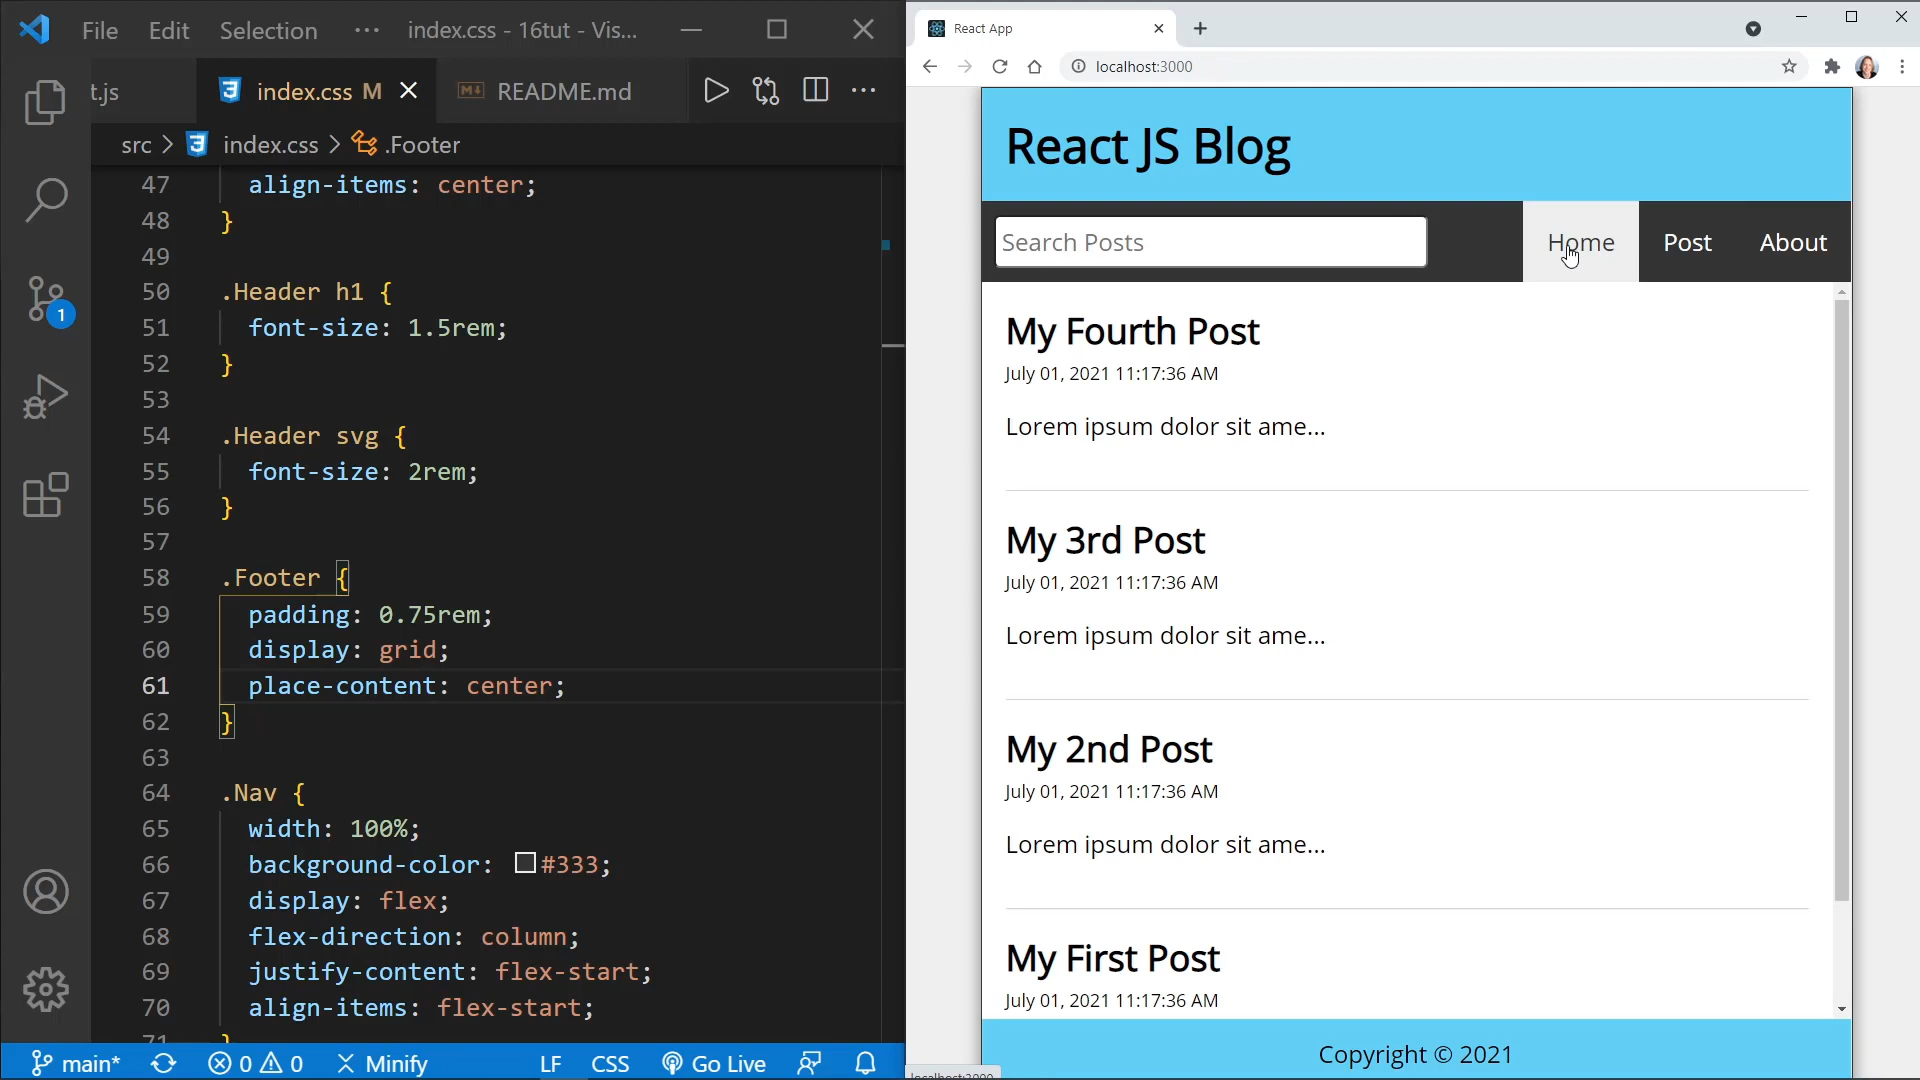 File Edit Selection ··· index.css - 16tut - Vis...
t.js index.css M README.md
src > index.css > .Footer
47 align-items: center;
48 }
49
50 .Header h1 {
51 font-size: 1.5rem;
52 }
53
54 .Header svg {
55 font-size: 2rem;
56 }
57
58 .Footer {
59 padding: 0.75rem;
60 display: grid;
61 place-content: center;
62 }
63
64 .Nav {
65 width: 100%;
66 background-color: #333;
67 display: flex;
68 flex-direction: column;
69 justify-content: flex-start;
70 align-items: flex-start;
71 }
1
main* 0 0 Minify LF CSS Go Live
React App
localhost:3000
React JS Blog
Search Posts Home Post About
My Fourth Post
July 01, 2021 11:17:36 AM
Lorem ipsum dolor sit ame...
My 3rd Post
July 01, 2021 11:17:36 AM
Lorem ipsum dolor sit ame...
My 2nd Post
July 01, 2021 11:17:36 AM
Lorem ipsum dolor sit ame...
My First Post
July 01, 2021 11:17:36 AM
Copyright © 2021
localhost:3000